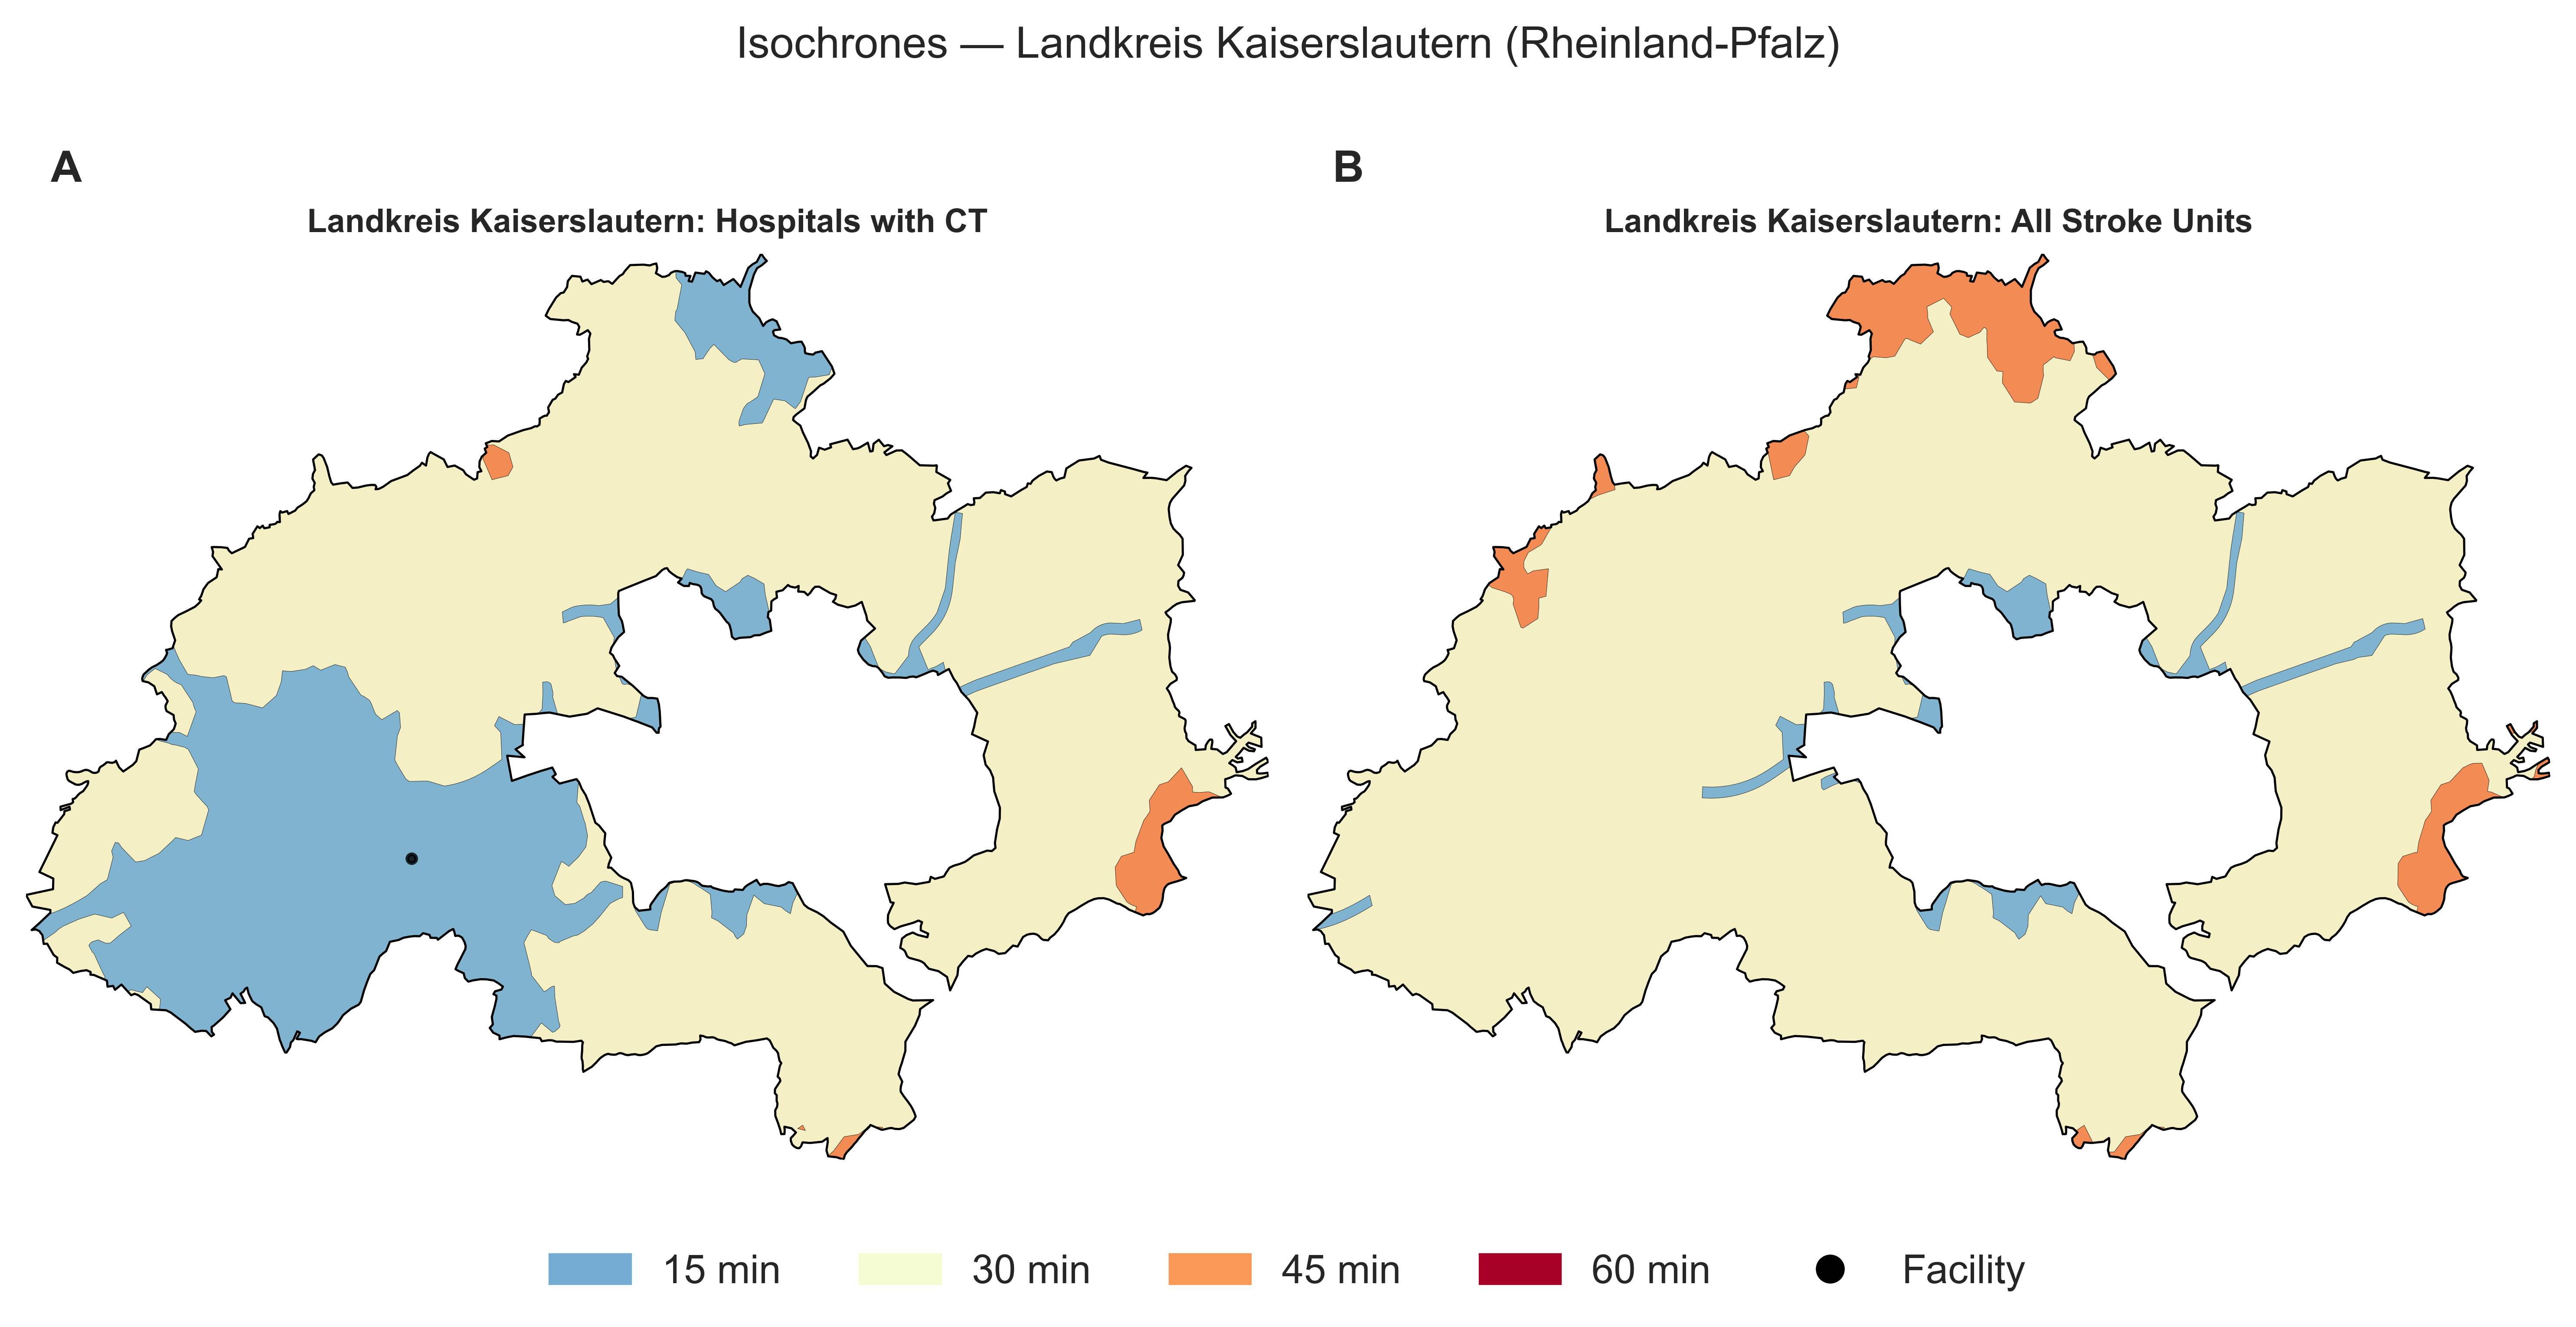 Isochrones — Landkreis Kaiserslautern (Rheinland-Pfalz)
A
Landkreis Kaiserslautern: Hospitals with CT
B
Landkreis Kaiserslautern: All Stroke Units
15 min
30 min
45 min
60 min
Facility